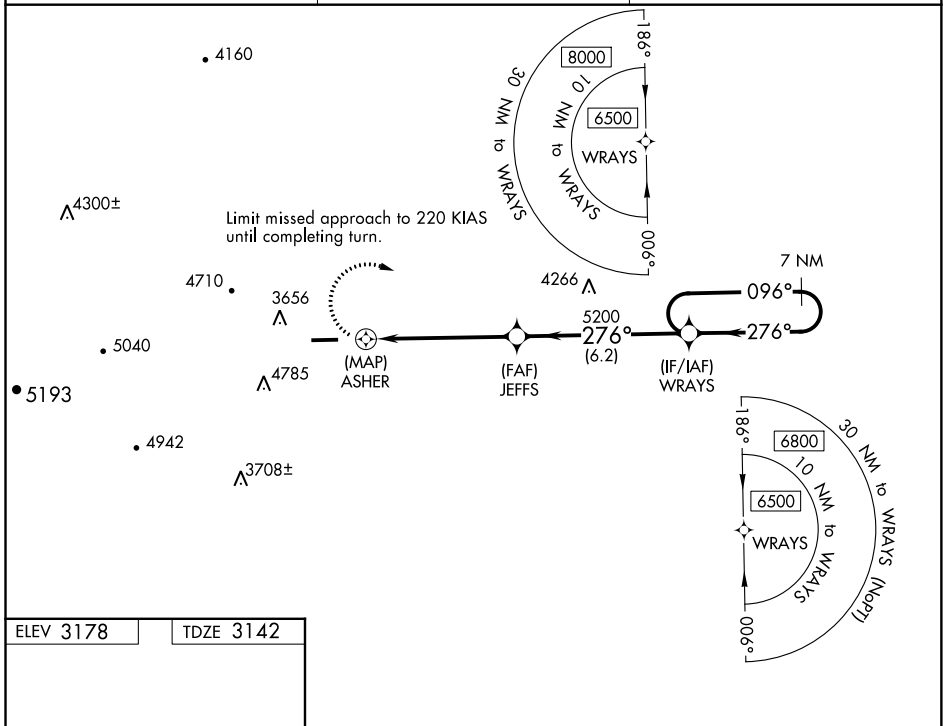 4160
186°
8000
30 NM to WRAYS
10 NM to WRAYS
6500
WRAYS
006°
4300±
Limit missed approach to 220 KIAS
until completing turn.
4710
3656
4266
7 NM
096°
5200
276°
(6.2)
276°
5040
4785
(MAP)
ASHER
(FAF)
JEFFS
(IF/IAF)
WRAYS
5193
4942
3708±
186°
6800
30 NM to WRAYS (NoPT)
10 NM to WRAYS
6500
WRAYS
006°
ELEV 3178
TDZE 3142